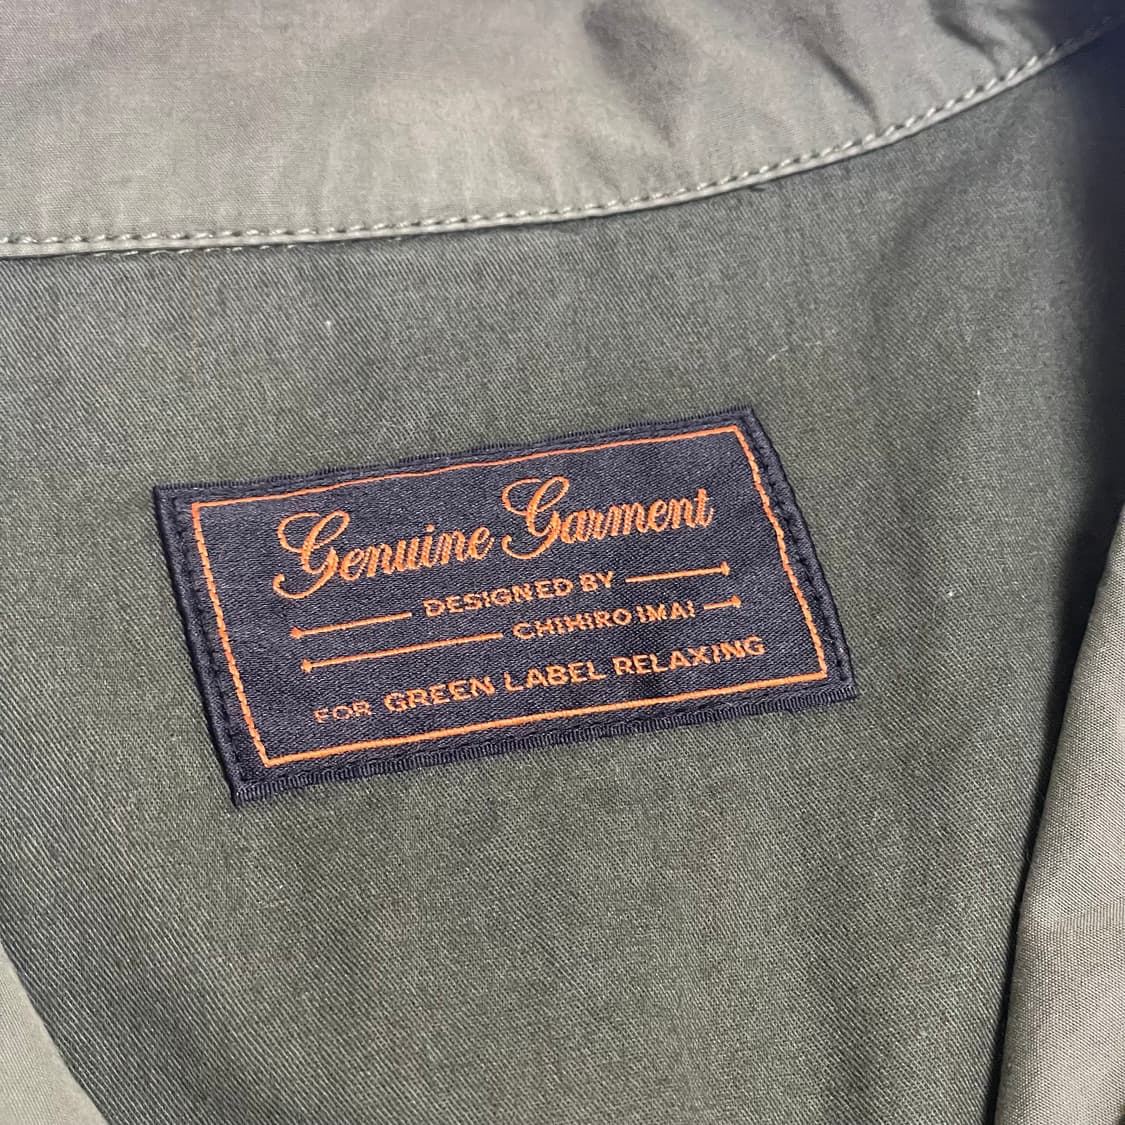 Genuine Garment
DESIGNED BY
CHIHIRO IMAI
FOR GREEN LABEL RELAXING